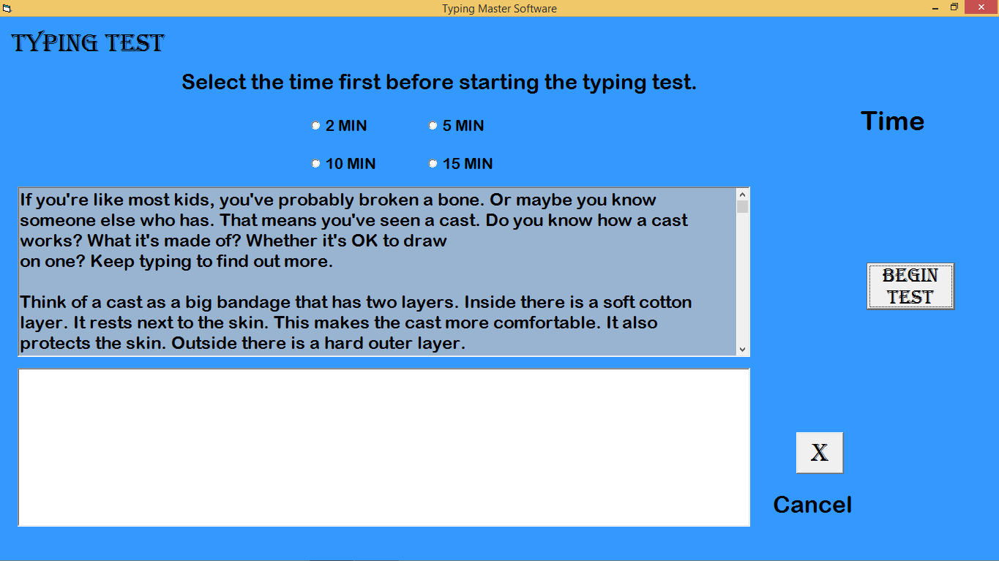 Typing Master Software
TYPING TEST
Select the time first before starting the typing test.
2 MIN
5 MIN
Time
10 MIN
15 MIN
If you're like most kids, you've probably broken a bone. Or maybe you know
someone else who has. That means you've seen a cast. Do you know how a cast
works? What it's made of? Whether it's OK to draw
on one? Keep typing to find out more.
Think of a cast as a big bandage that has two layers. Inside there is a soft cotton
layer. It rests next to the skin. This makes the cast more comfortable. It also
protects the skin. Outside there is a hard outer layer.
BEGIN
TEST
X
Cancel